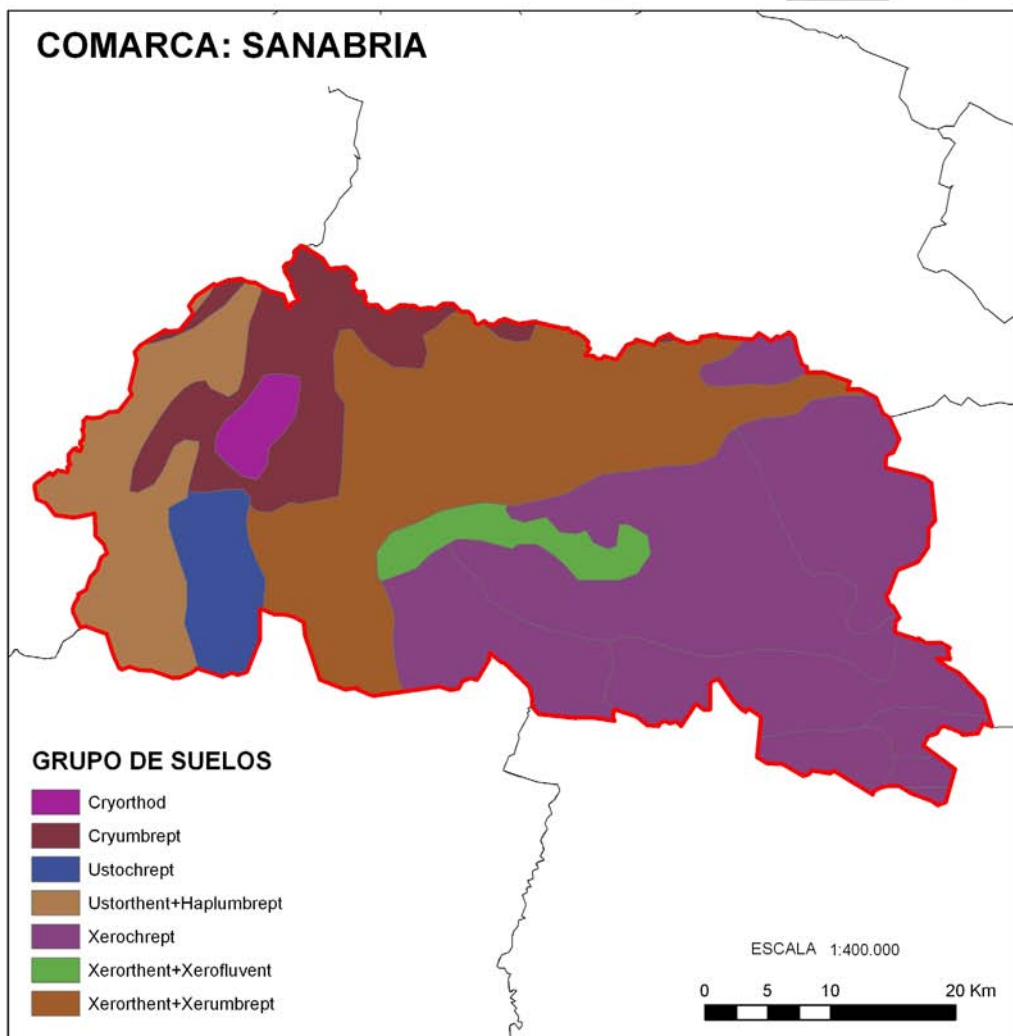 COMARCA: SANABRIA
GRUPO DE SUELOS
Cryorthod
Cryumbrept
Ustochrept
Ustorthent+Haplumbrept
Xerochrept
Xerorthent+Xerofluvent
Xerorthent+Xerumbrept
ESCALA 1:400.000
0 5 10 20 Km